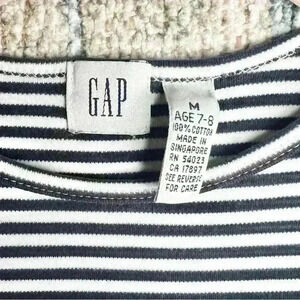 GAP
M
AGE 7-8
100% COTTON
MADE IN
SINGAPORE
RN 54023
CA 17897
SEE REVERSE
FOR CARE